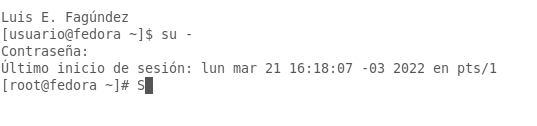 Luis E. Fagúndez
[usuario@fedora ~]$ su -
Contraseña:
Último inicio de sesión: lun mar 21 16:18:07 -03 2022 en pts/1
[root@fedora ~]# S